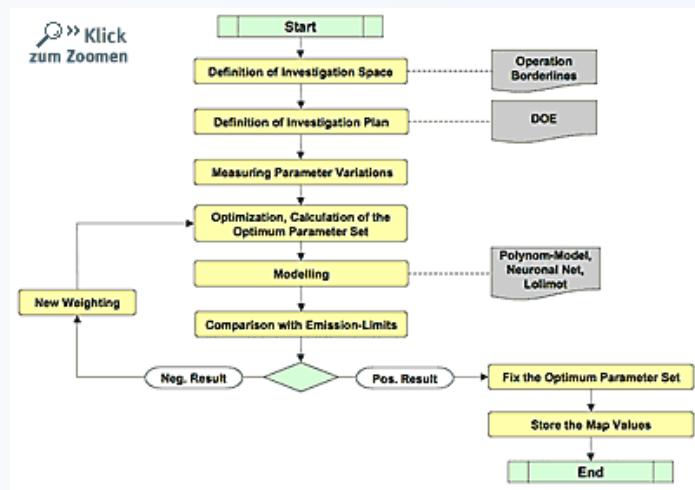 Start
» Klick
zum Zoomen
Definition of Investigation Space
Operation
Borderlines
Definition of Investigation Plan
DOE
Measuring Parameter Variations
Optimization, Calculation of the
Optimum Parameter Set
Modelling
Polynom-Model,
Neuronal Net,
Lolimot
New Weighting
Comparison with Emission-Limits
Neg. Result
Pos. Result
Fix the Optimum Parameter Set
Store the Map Values
End